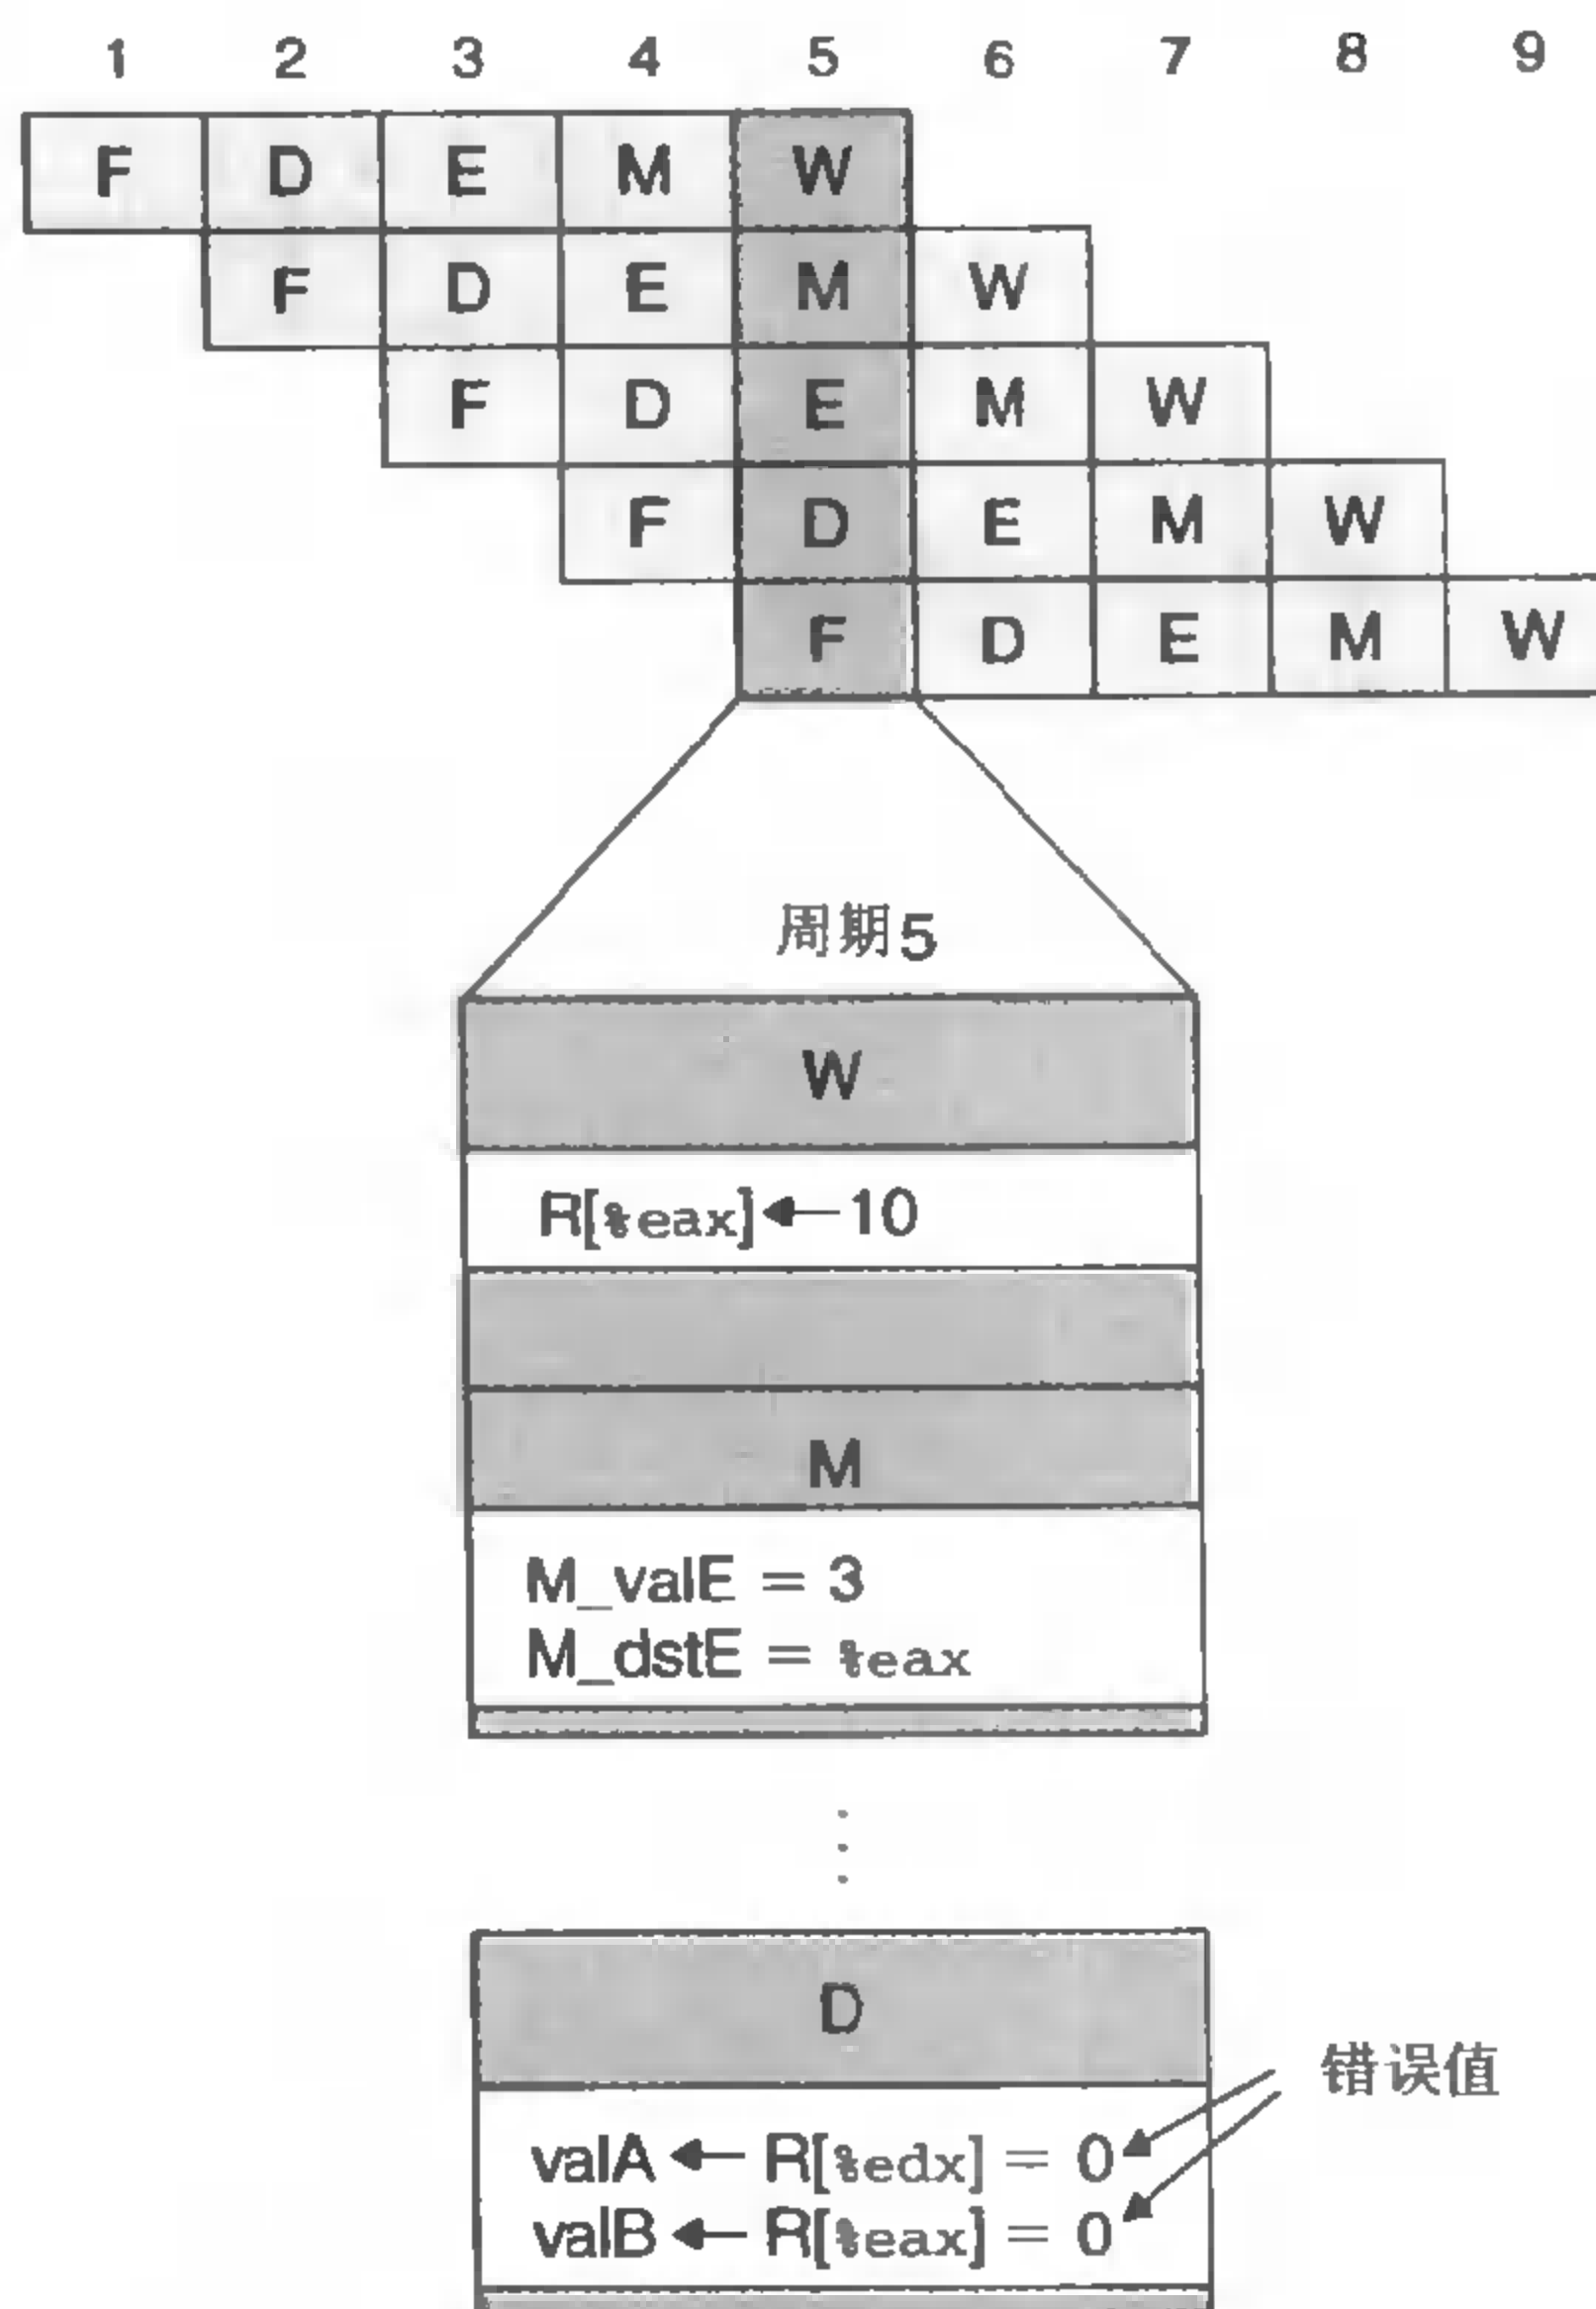 1 2 3 4 5 6 7 8 9
F D E M W
F D E M W
F D E M W
F D E M W
F D E M W
周期5
W
R[%eax]←10
M
M_valE = 3
M_dstE = %eax
D
错误值
valA ← R[%edx] = 0
valB ← R[%eax] = 0